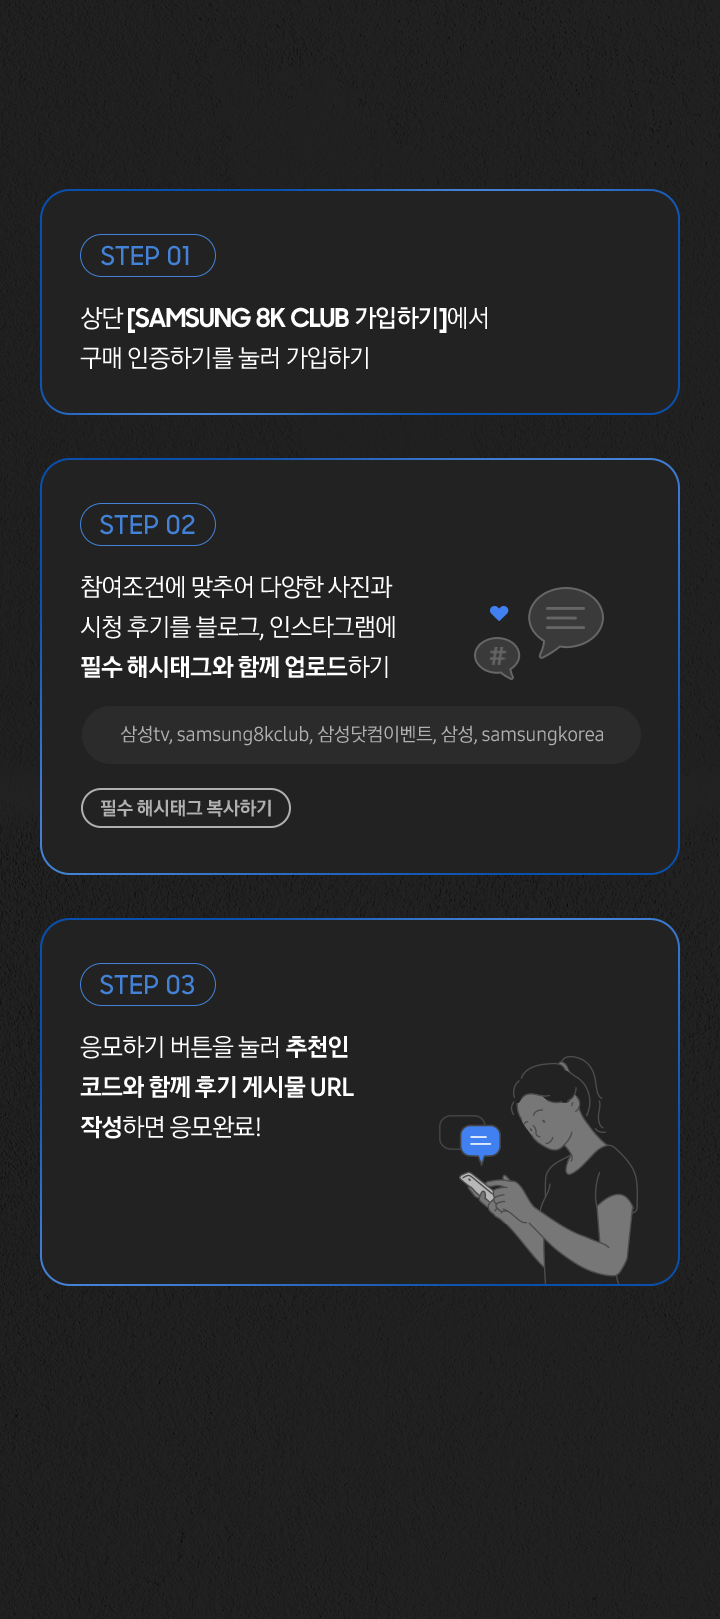 STEP 01
상단 [SAMSUNG 8K CLUB 가입하기]에서
구매 인증하기를 눌러 가입하기
STEP 02
참여조건에 맞추어 다양한 사진과
시청 후기를 블로그, 인스타그램에
필수 해시태그와 함께 업로드하기
#
삼성tv, samsung8kclub, 삼성닷컴이벤트, 삼성, samsungkorea
필수 해시태그 복사하기
STEP 03
응모하기 버튼을 눌러 추천인
코드와 함께 후기 게시물 URL
작성하면 응모완료!